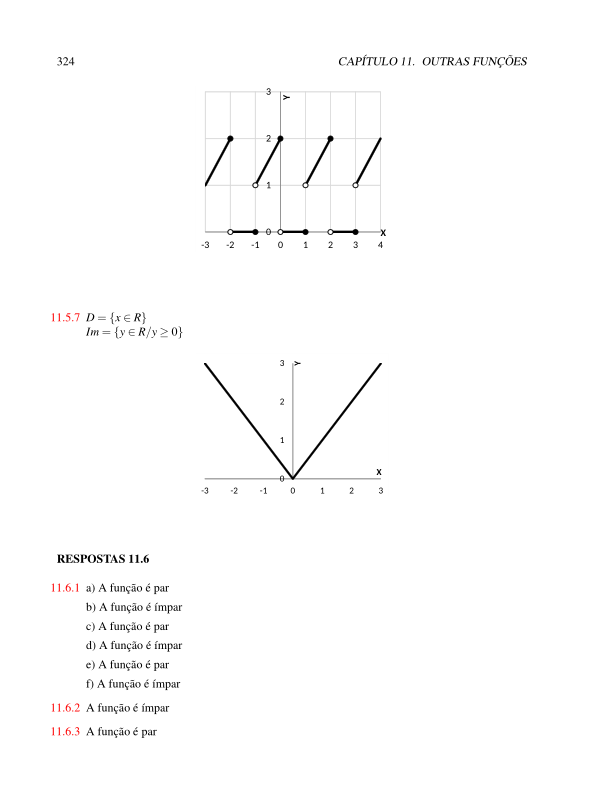 324 CAPÍTULO 11. OUTRAS FUNÇÕES
3
Y
2
1
0 X
-3 -2 -1 0 1 2 3 4
11.5.7 D = {x ∈ R}
Im = {y ∈ R/y ≥ 0}
3 Y
2
1
0 X
-3 -2 -1 0 1 2 3
RESPOSTAS 11.6
11.6.1 a) A função é par
b) A função é ímpar
c) A função é par
d) A função é ímpar
e) A função é par
f) A função é ímpar
11.6.2 A função é ímpar
11.6.3 A função é par